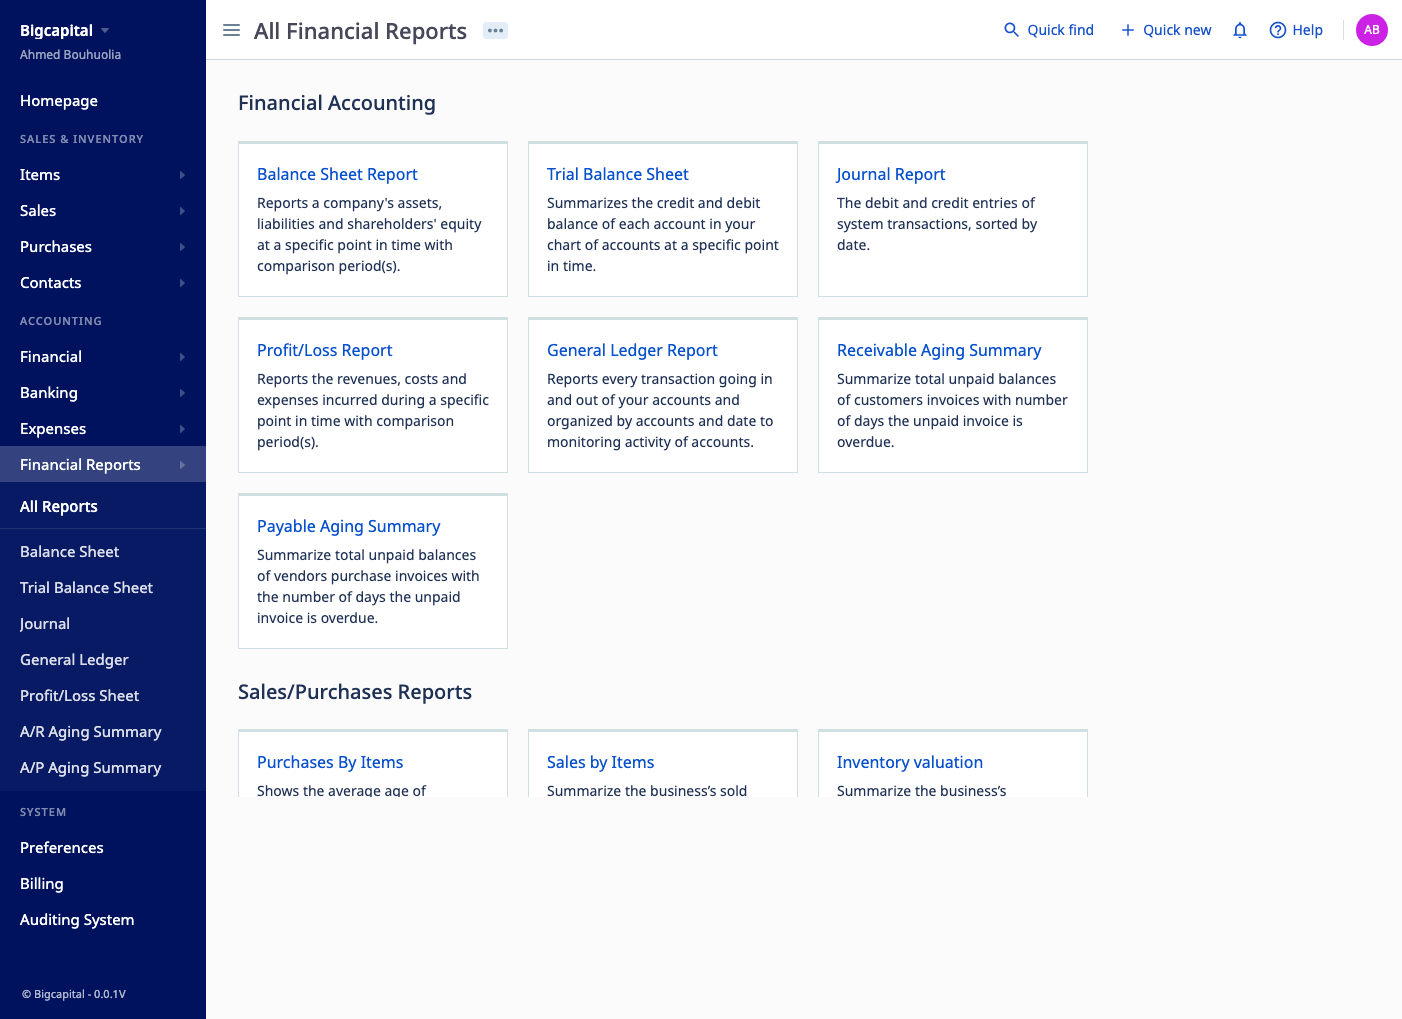 Bigcapital
Ahmed Bouhuolia
Homepage
SALES & INVENTORY
Items
Sales
Purchases
Contacts
ACCOUNTING
Financial
Banking
Expenses
Financial Reports
All Reports
Balance Sheet
Trial Balance Sheet
Journal
General Ledger
Profit/Loss Sheet
A/R Aging Summary
A/P Aging Summary
SYSTEM
Preferences
Billing
Auditing System
© Bigcapital - 0.0.1V
All Financial Reports
Quick find
Quick new
Help
AB
Financial Accounting
Balance Sheet Report
Reports a company's assets,
liabilities and shareholders' equity
at a specific point in time with
comparison period(s).
Trial Balance Sheet
Summarizes the credit and debit
balance of each account in your
chart of accounts at a specific point
in time.
Journal Report
The debit and credit entries of
system transactions, sorted by
date.
Profit/Loss Report
Reports the revenues, costs and
expenses incurred during a specific
point in time with comparison
period(s).
General Ledger Report
Reports every transaction going in
and out of your accounts and
organized by accounts and date to
monitoring activity of accounts.
Receivable Aging Summary
Summarize total unpaid balances
of customers invoices with number
of days the unpaid invoice is
overdue.
Payable Aging Summary
Summarize total unpaid balances
of vendors purchase invoices with
the number of days the unpaid
invoice is overdue.
Sales/Purchases Reports
Purchases By Items
Shows the average age of
Sales by Items
Summarize the business’s sold
Inventory valuation
Summarize the business’s